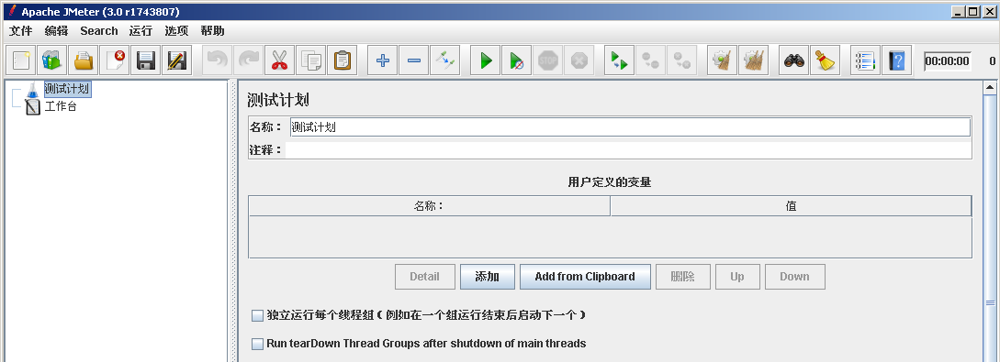 Apache JMeter (3.0 r1743807)
文件 编辑 Search 运行 选项 帮助
STOP 00:00:00 0
测试计划
工作台
测试计划
名称： 测试计划
注释：
用户定义的变量
名称： 值
Detail 添加 Add from Clipboard 删除 Up Down
独立运行每个线程组（例如在一个组运行结束后启动下一个）
Run tearDown Thread Groups after shutdown of main threads